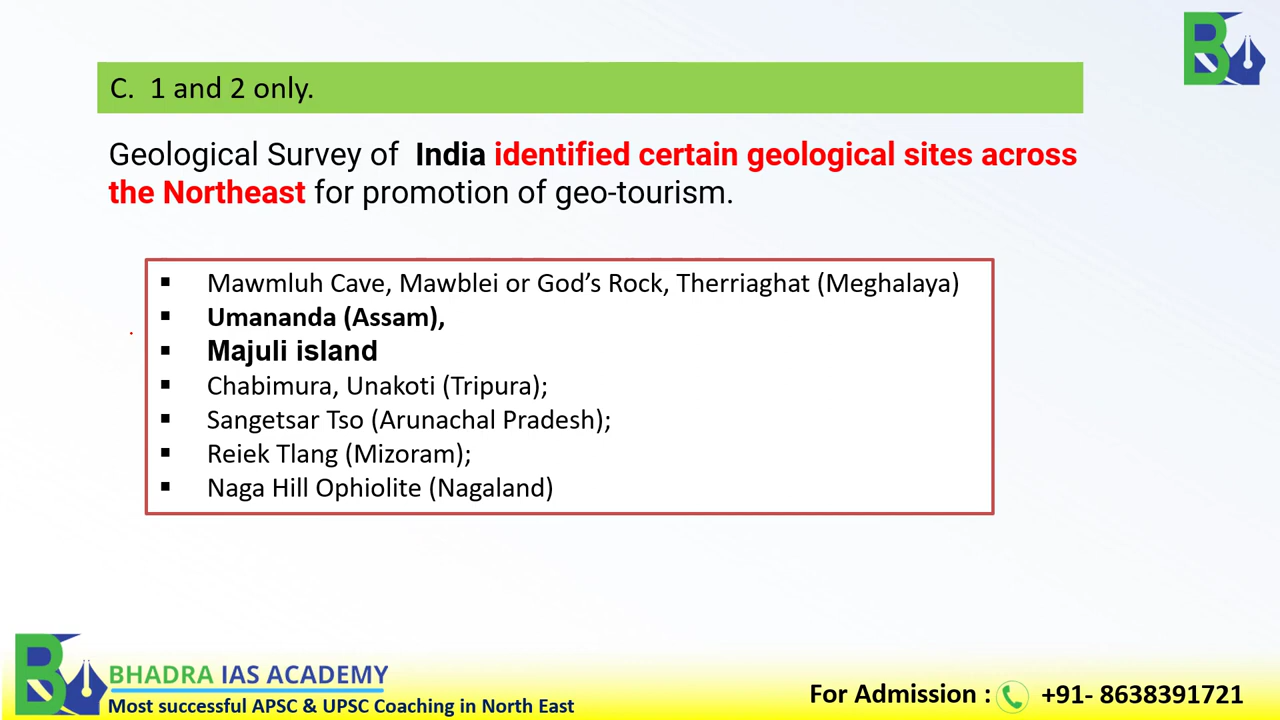 C. 1 and 2 only.
Geological Survey of India identified certain geological sites across
the Northeast for promotion of geo-tourism.
▪ Mawmluh Cave, Mawblei or God's Rock, Therriaghat (Meghalaya)
▪ Umananda (Assam),
▪ Majuli island
▪ Chabimura, Unakoti (Tripura);
▪ Sangetsar Tso (Arunachal Pradesh);
▪ Reiek Tlang (Mizoram);
▪ Naga Hill Ophiolite (Nagaland)
BHADRA IAS ACADEMY
Most successful APSC & UPSC Coaching in North East
For Admission : +91- 8638391721